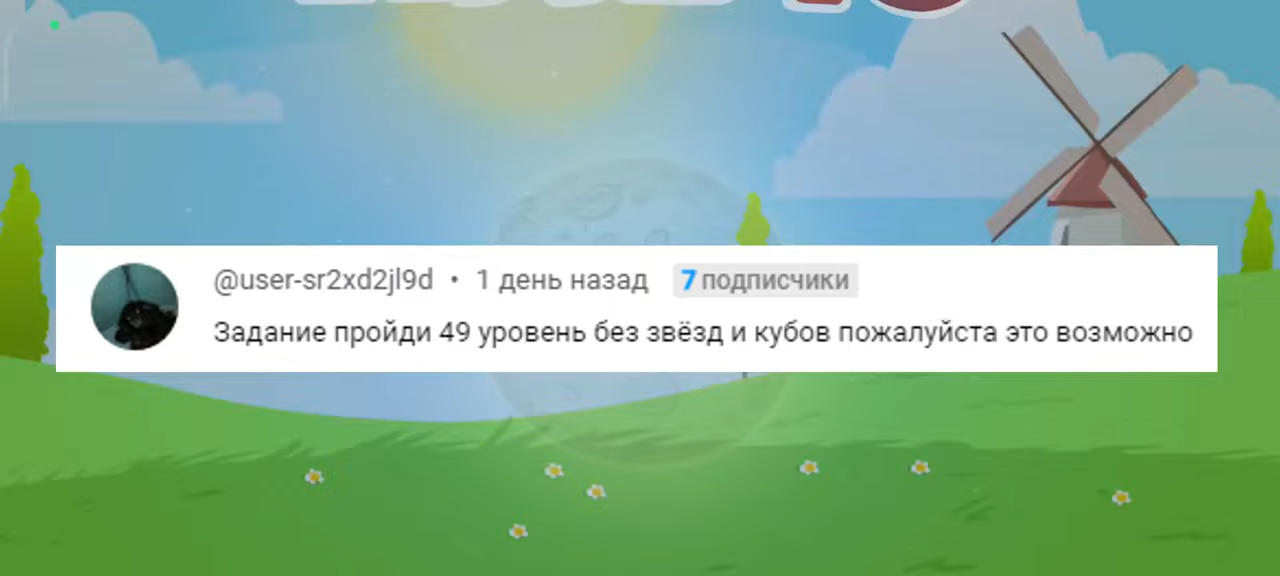 @user-sr2xd2jl9d • 1 день назад 7 подписчики
Задание пройди 49 уровень без звёзд и кубов пожалуйста это возможно